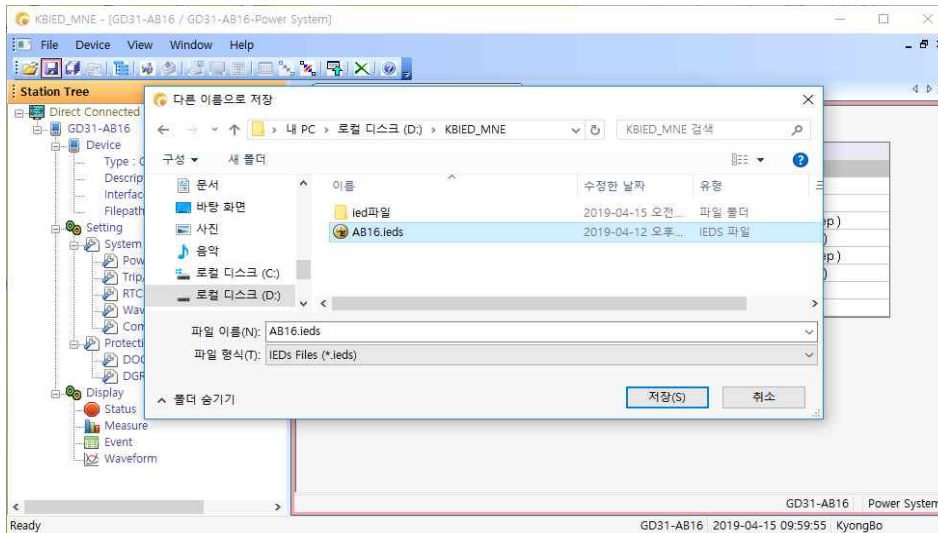 KBIED_MNE - [GD31-AB16 / GD31-AB16-Power System]
File Device View Window Help
Station Tree
Direct Connected
GD31-AB16
Device
Type :
Descrip
Interfac
Filepath
Setting
System
Pow
Trip
RTC
Wav
Com
Protecti
DOC
DGR
Display
Status
Measure
Event
Waveform
다른 이름으로 저장
내 PC > 로컬 디스크 (D:) > KBIED_MNE
KBIED_MNE 검색
구성 새 폴더
문서
바탕 화면
사진
음악
로컬 디스크 (C:)
로컬 디스크 (D:)
이름 수정한 날짜 유형
ied파일 2019-04-15 오전... 파일 폴더
AB16.ieds 2019-04-12 오후... IEDS 파일
파일 이름(N): AB16.ieds
파일 형식(T): IEDs Files (*.ieds)
폴더 숨기기
저장(S) 취소
ep )
)
ep )
)
GD31-AB16 Power System
Ready GD31-AB16 2019-04-15 09:59:55 KyongBo